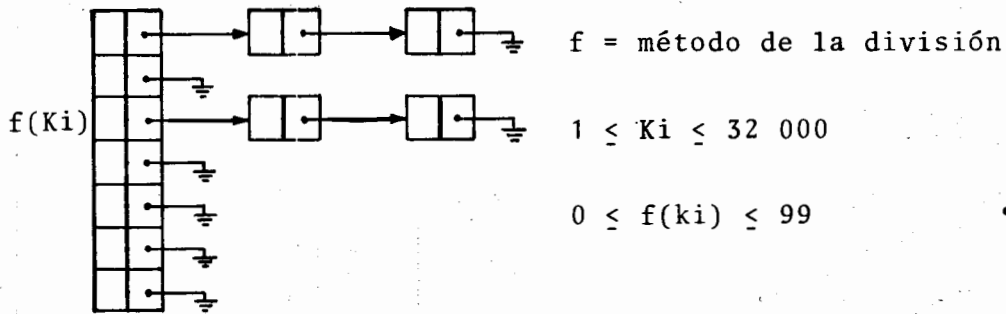 f = método de la división
f(Ki)
1 ≤ Ki ≤ 32 000
0 ≤ f(ki) ≤ 99